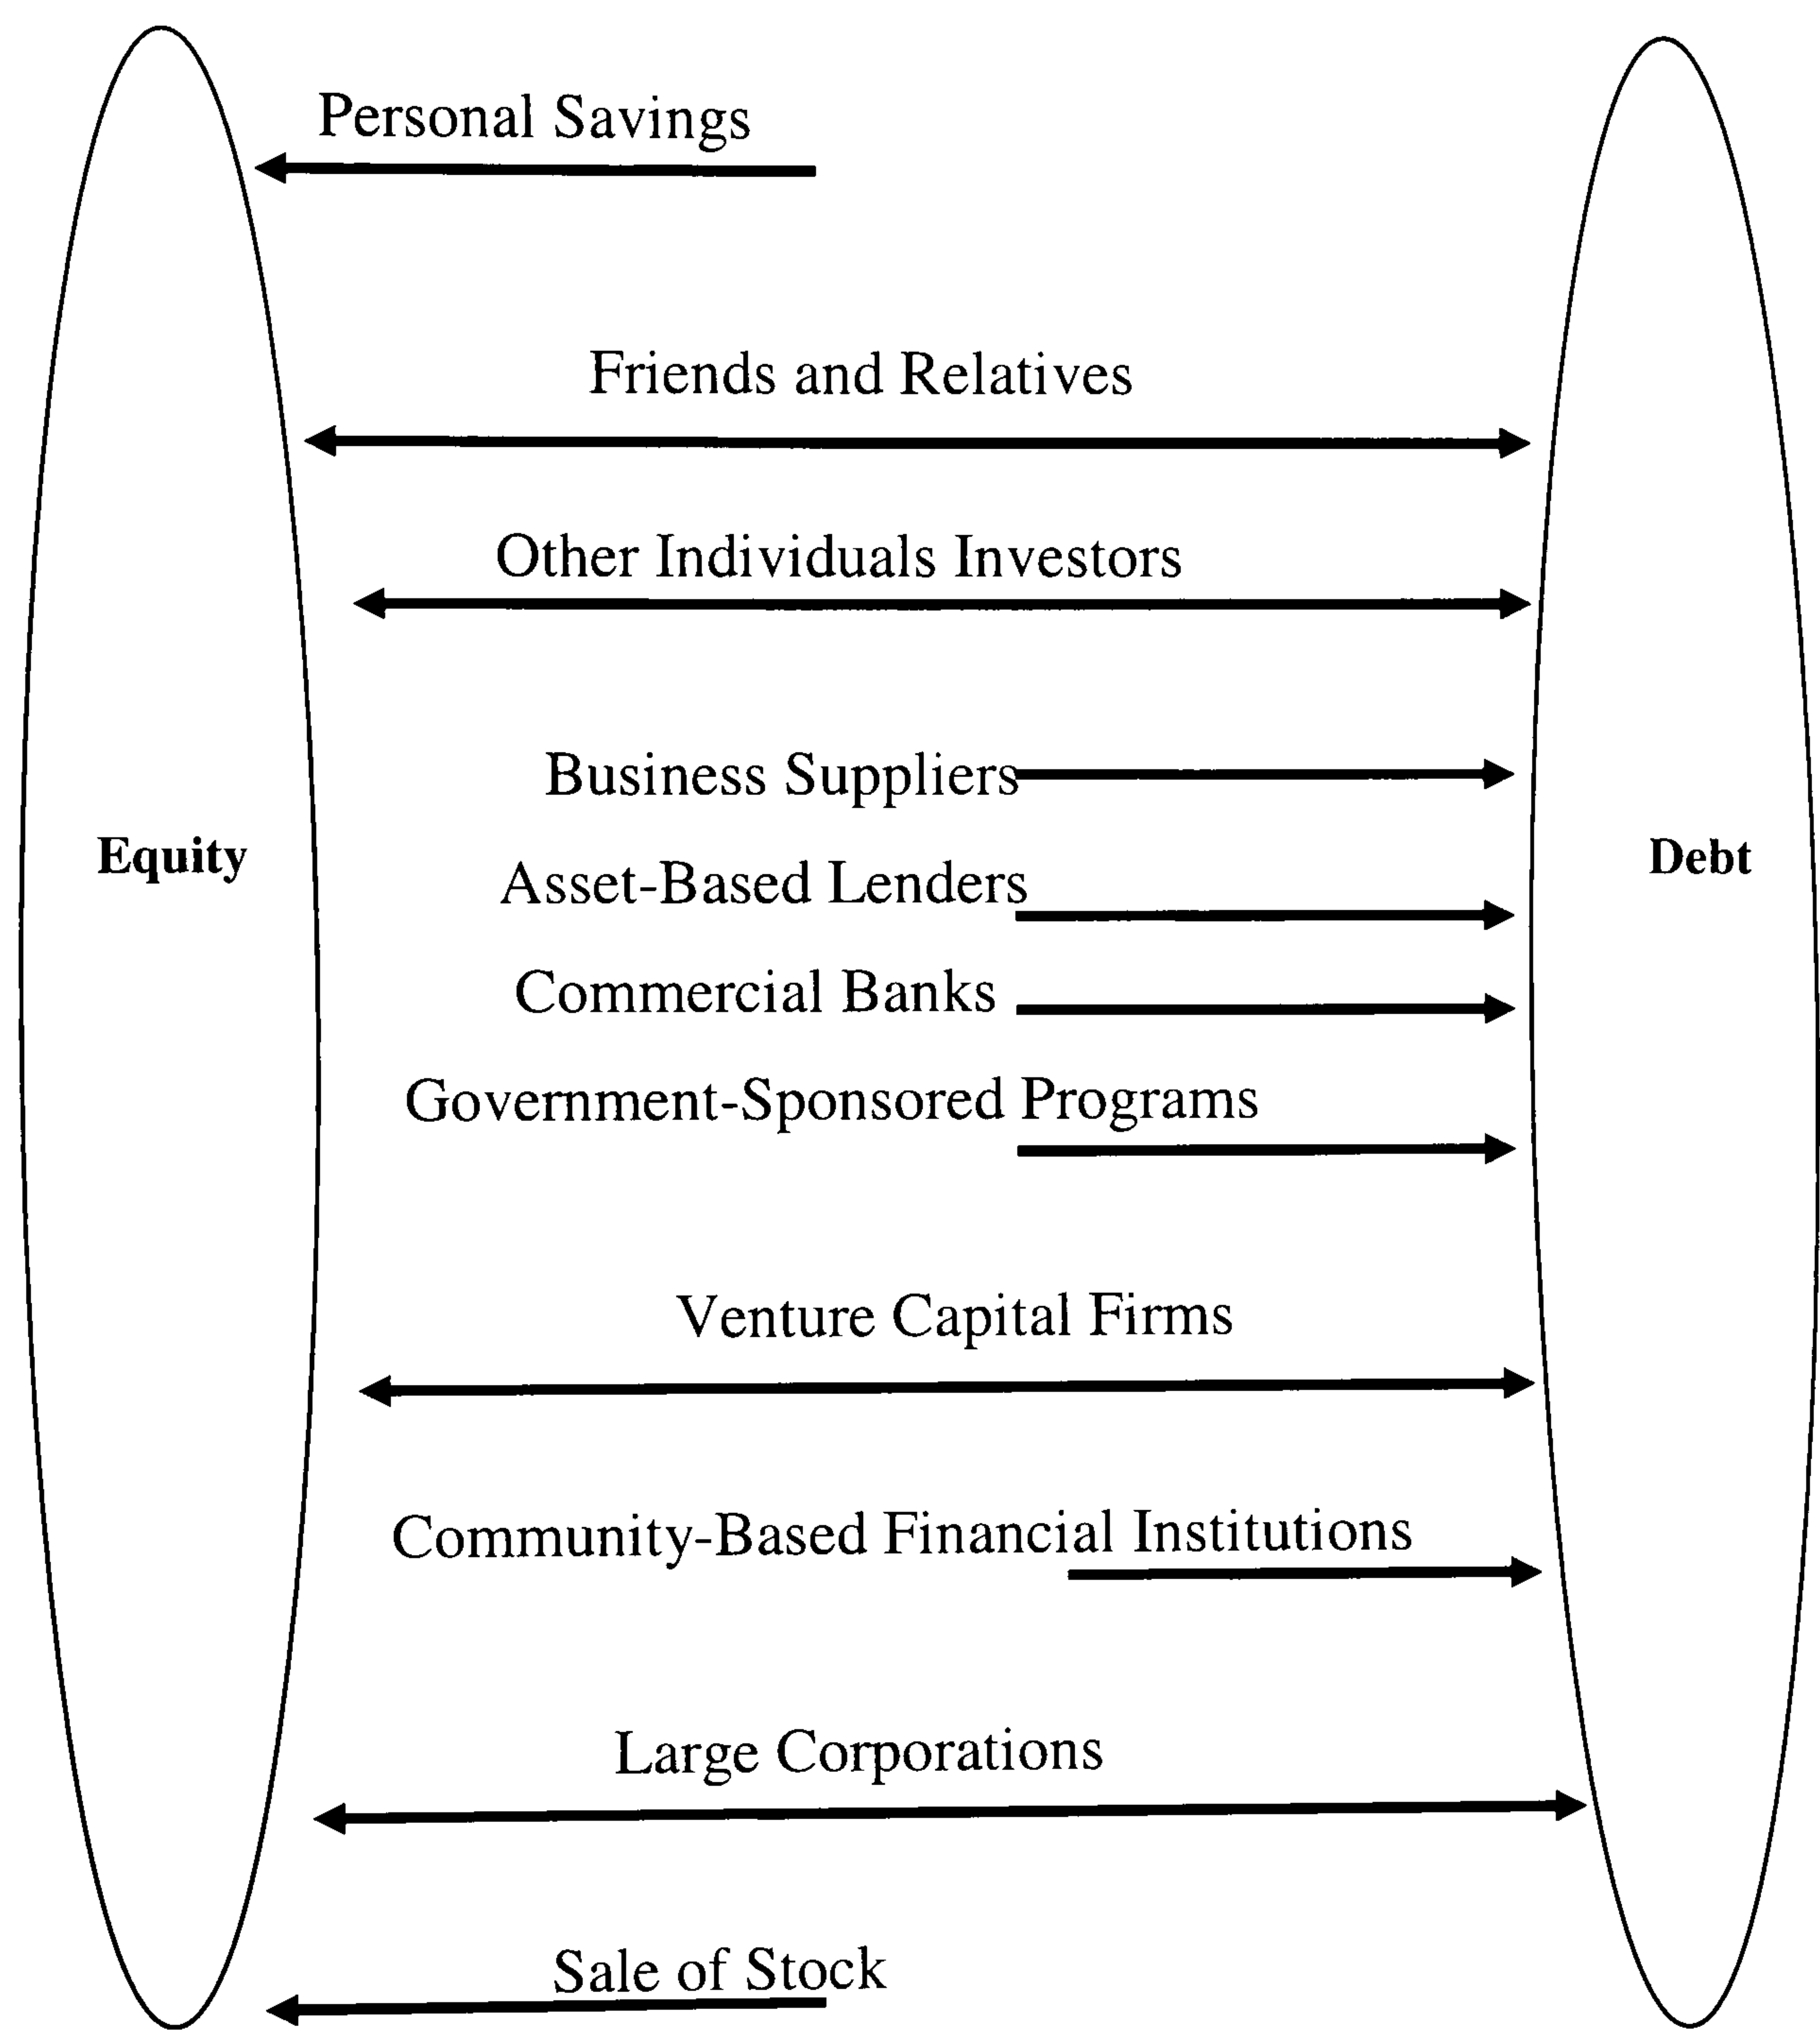 Personal Savings
Friends and Relatives
Other Individuals Investors
Business Suppliers
Equity
Debt
Asset-Based Lenders
Commercial Banks
Government-Sponsored Programs
Venture Capital Firms
Community-Based Financial Institutions
Large Corporations
Sale of Stock